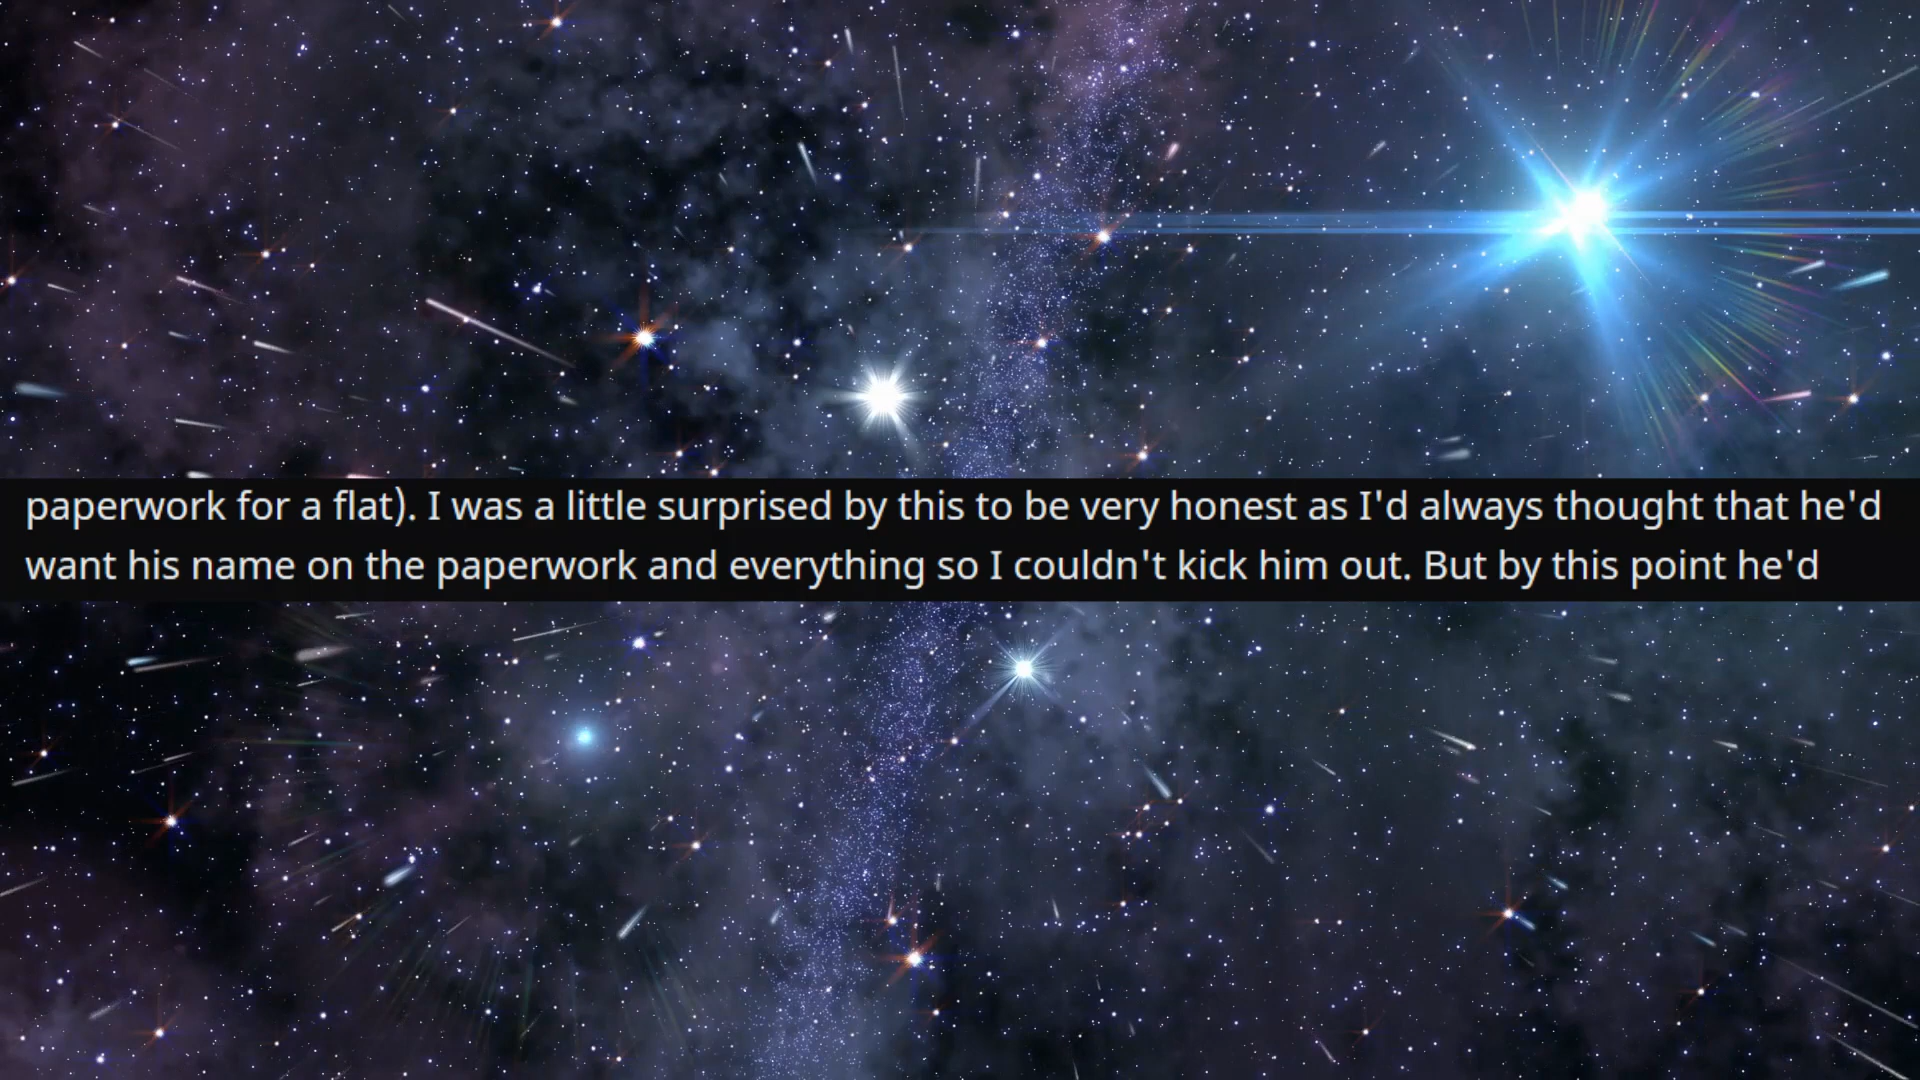 paperwork for a flat). I was a little surprised by this to be very honest as I'd always thought that he'd
want his name on the paperwork and everything so I couldn't kick him out. But by this point he'd